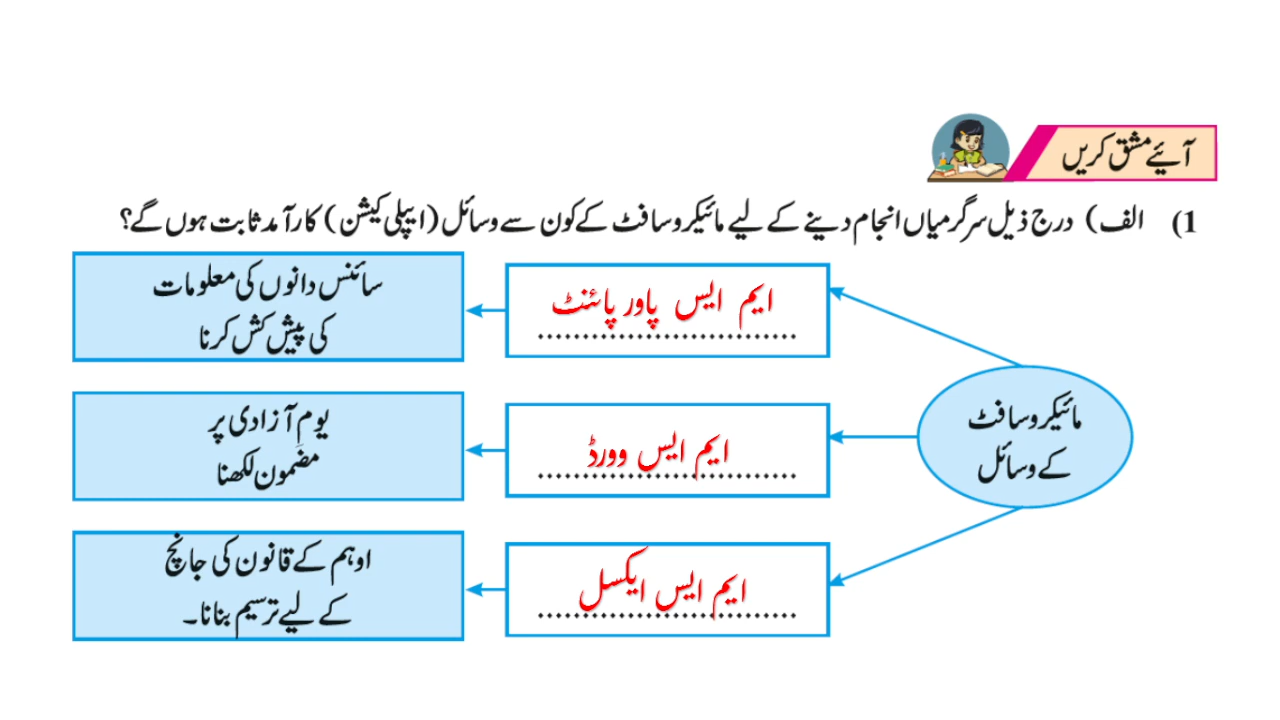 آئیے مشق کریں
1) الف) درج ذیل سرگرمیاں انجام دینے کے لیے مائیکروسافٹ کے کون سے وسائل (ایپلی کیشن) کارآمد ثابت ہوں گے؟
مائیکروسافٹ
کے وسائل
ایم ایس پاور پائنٹ
سائنس دانوں کی معلومات
کی پیش کش کرنا
ایم ایس وورڈ
یومِ آزادی پر
مضمون لکھنا
ایم ایس ایکسل
اوہم کے قانون کی جانچ
کے لیے ترسیم بنانا۔